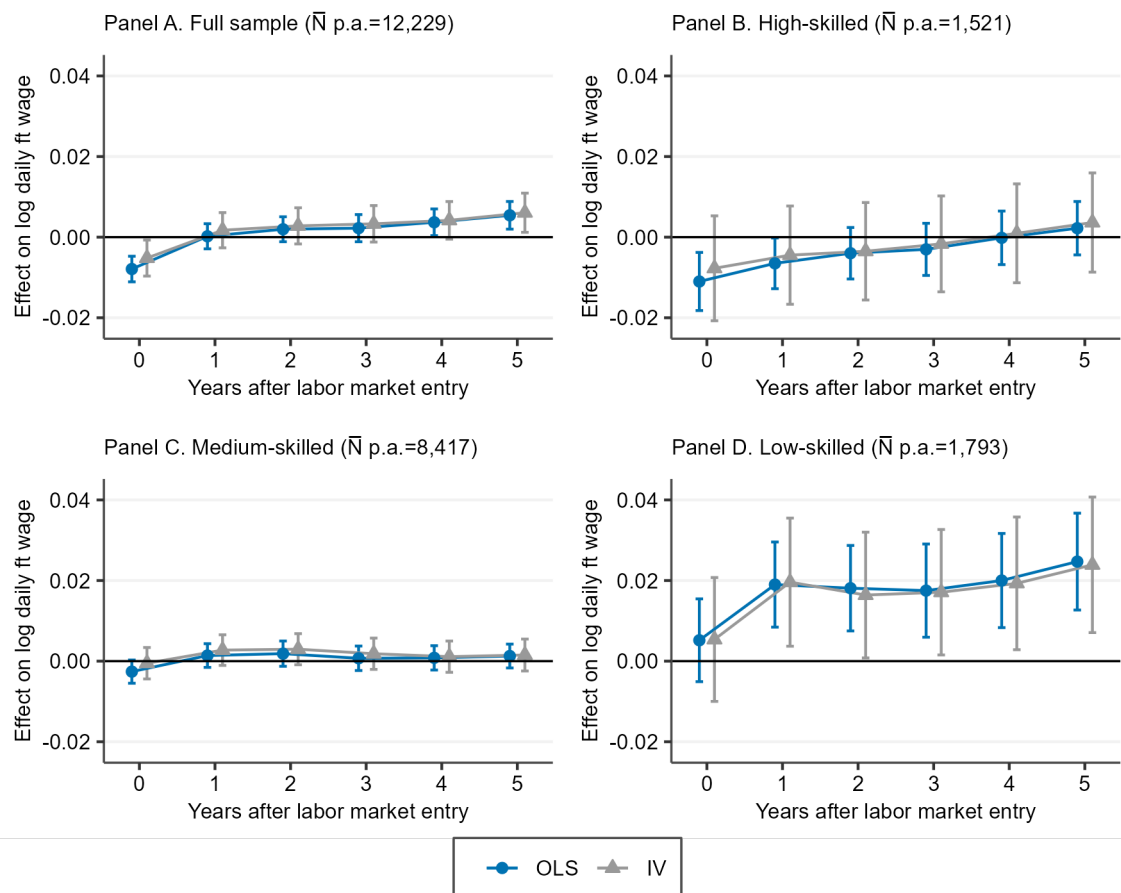 Panel A. Full sample (N̅ p.a.=12,229)
Effect on log daily ft wage
0.04
0.02
0.00
-0.02
0 1 2 3 4 5
Years after labor market entry
Panel B. High-skilled (N̅ p.a.=1,521)
Effect on log daily ft wage
0.04
0.02
0.00
-0.02
0 1 2 3 4 5
Years after labor market entry
Panel C. Medium-skilled (N̅ p.a.=8,417)
Effect on log daily ft wage
0.04
0.02
0.00
-0.02
0 1 2 3 4 5
Years after labor market entry
Panel D. Low-skilled (N̅ p.a.=1,793)
Effect on log daily ft wage
0.04
0.02
0.00
-0.02
0 1 2 3 4 5
Years after labor market entry
OLS IV